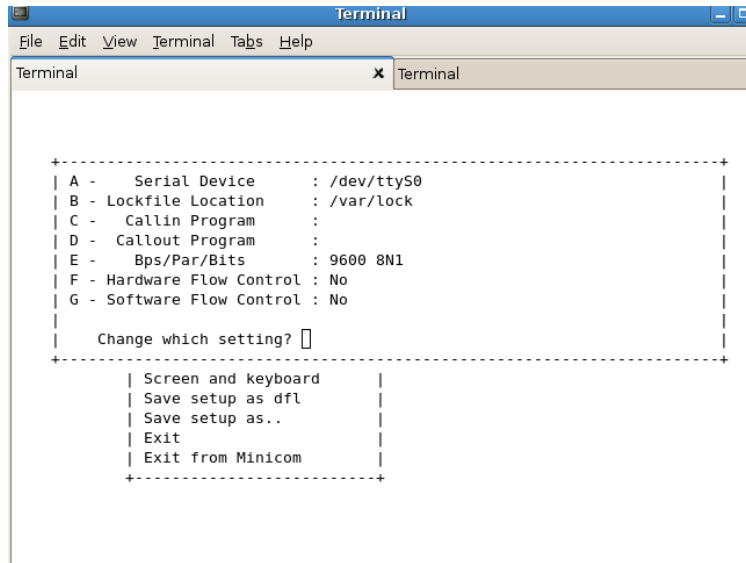 Terminal
File Edit View Terminal Tabs Help
Terminal x Terminal
+----------------------------------------------------------------------+
| A -    Serial Device      : /dev/ttyS0                               |
| B - Lockfile Location     : /var/lock                                |
| C -   Callin Program      :                                          |
| D -  Callout Program      :                                          |
| E -    Bps/Par/Bits       : 9600 8N1                                 |
| F - Hardware Flow Control : No                                       |
| G - Software Flow Control : No                                       |
|                                                                      |
|    Change which setting?                                             |
+----------------------------------------------------------------------+
| Screen and keyboard      |
| Save setup as dfl        |
| Save setup as..          |
| Exit                     |
| Exit from Minicom        |
+--------------------------+